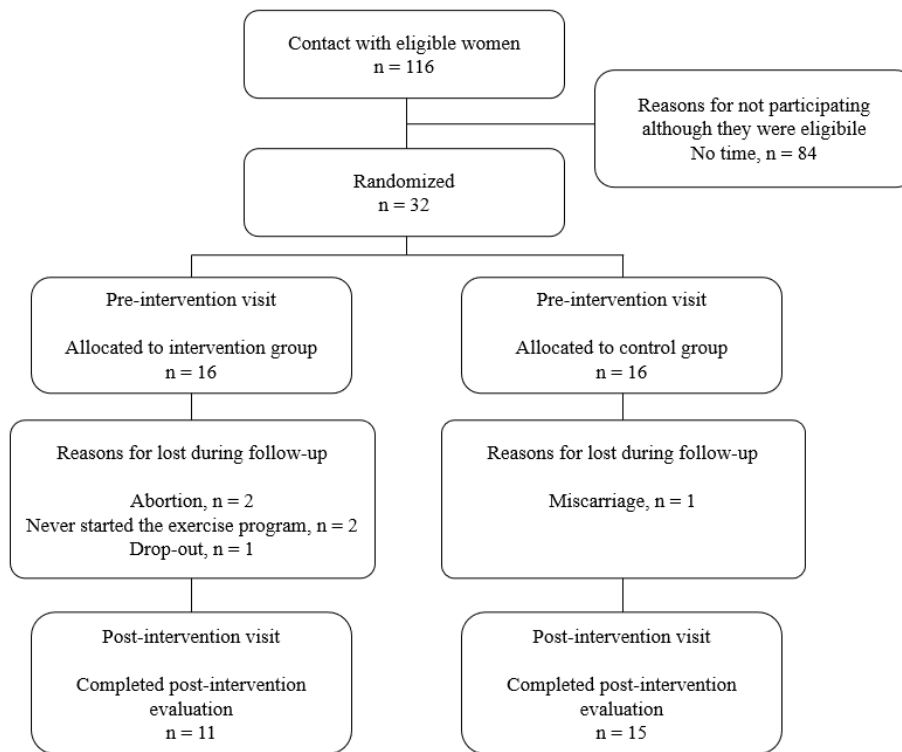 Contact with eligible women
n = 116
Reasons for not participating
although they were eligibile
No time, n = 84
Randomized
n = 32
Pre-intervention visit
Allocated to intervention group
n = 16
Pre-intervention visit
Allocated to control group
n = 16
Reasons for lost during follow-up
Abortion, n = 2
Never started the exercise program, n = 2
Drop-out, n = 1
Reasons for lost during follow-up
Miscarriage, n = 1
Post-intervention visit
Completed post-intervention
evaluation
n = 11
Post-intervention visit
Completed post-intervention
evaluation
n = 15